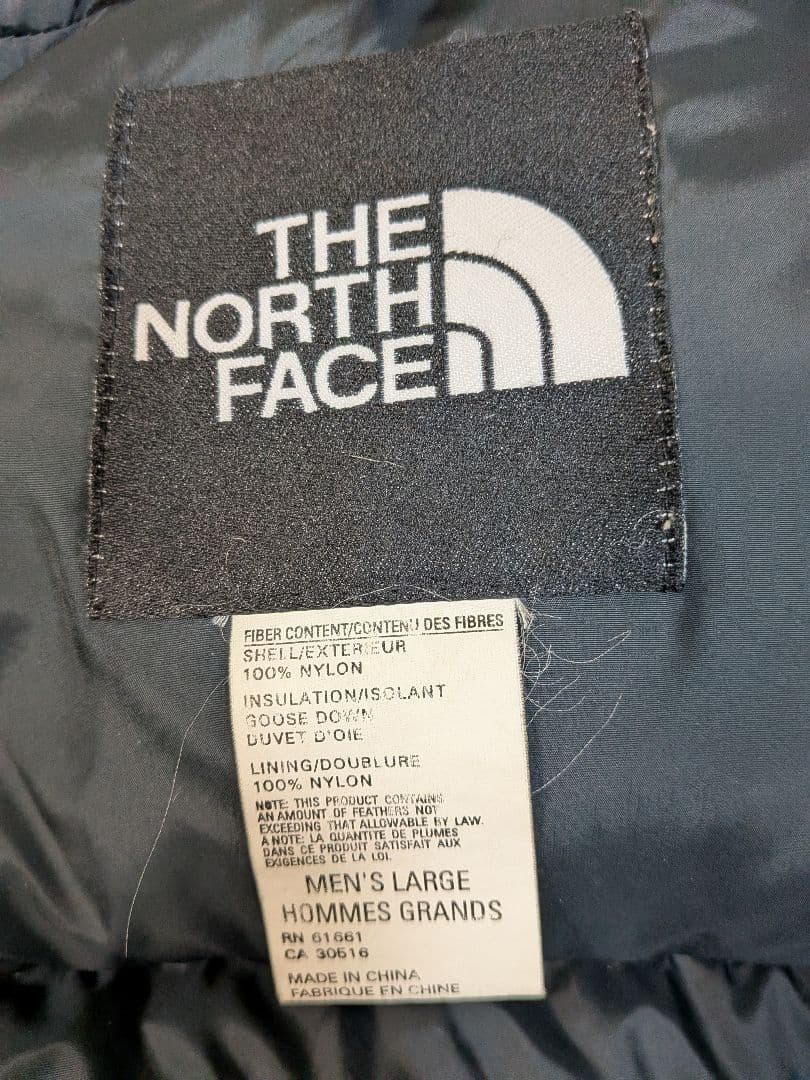 THE
NORTH
FACE
FIBER CONTENT/CONTENU DES FIBRES
SHELL/EXTERIEUR
100% NYLON
INSULATION/ISOLANT
GOOSE DOWN
DUVET D'OIE
LINING/DOUBLURE
100% NYLON
NOTE: THIS PRODUCT CONTAINS
AN AMOUNT OF FEATHERS NOT
EXCEEDING THAT ALLOWABLE BY LAW.
A NOTE: LA QUANTITE DE PLUMES
DANS CE PRODUIT SATISFAIT AUX
EXIGENCES DE LA LOI.
MEN'S LARGE
HOMMES GRANDS
RN 61661
CA 30516
MADE IN CHINA
FABRIQUE EN CHINE